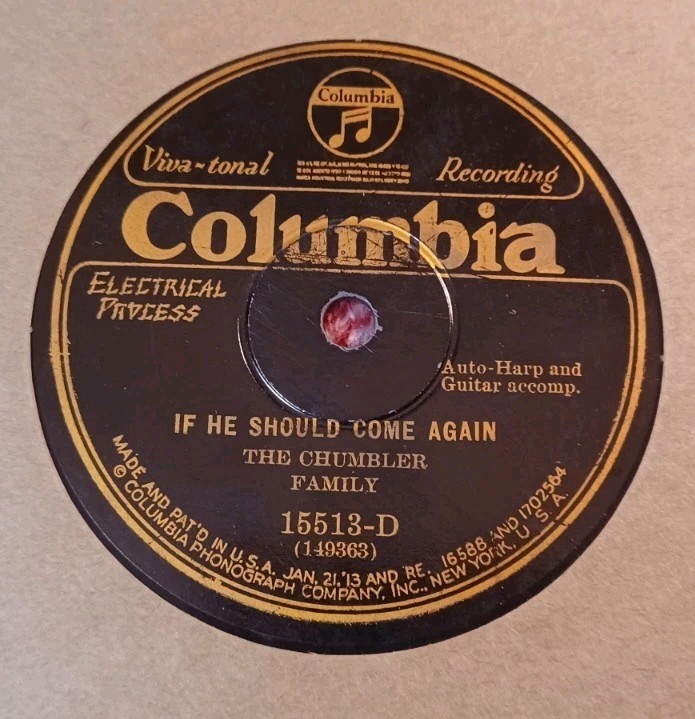 Columbia
Viva-tonal Recording
Columbia
ELECTRICAL
PROCESS
Auto-Harp and
Guitar accomp.
IF HE SHOULD COME AGAIN
THE CHUMBLER
FAMILY
15513-D
(149363)
MADE AND PAT'D IN U.S.A. JAN. 21, '13 AND RE. 16588 AND 1702564
© COLUMBIA PHONOGRAPH COMPANY, INC., NEW YORK, U. S. A.